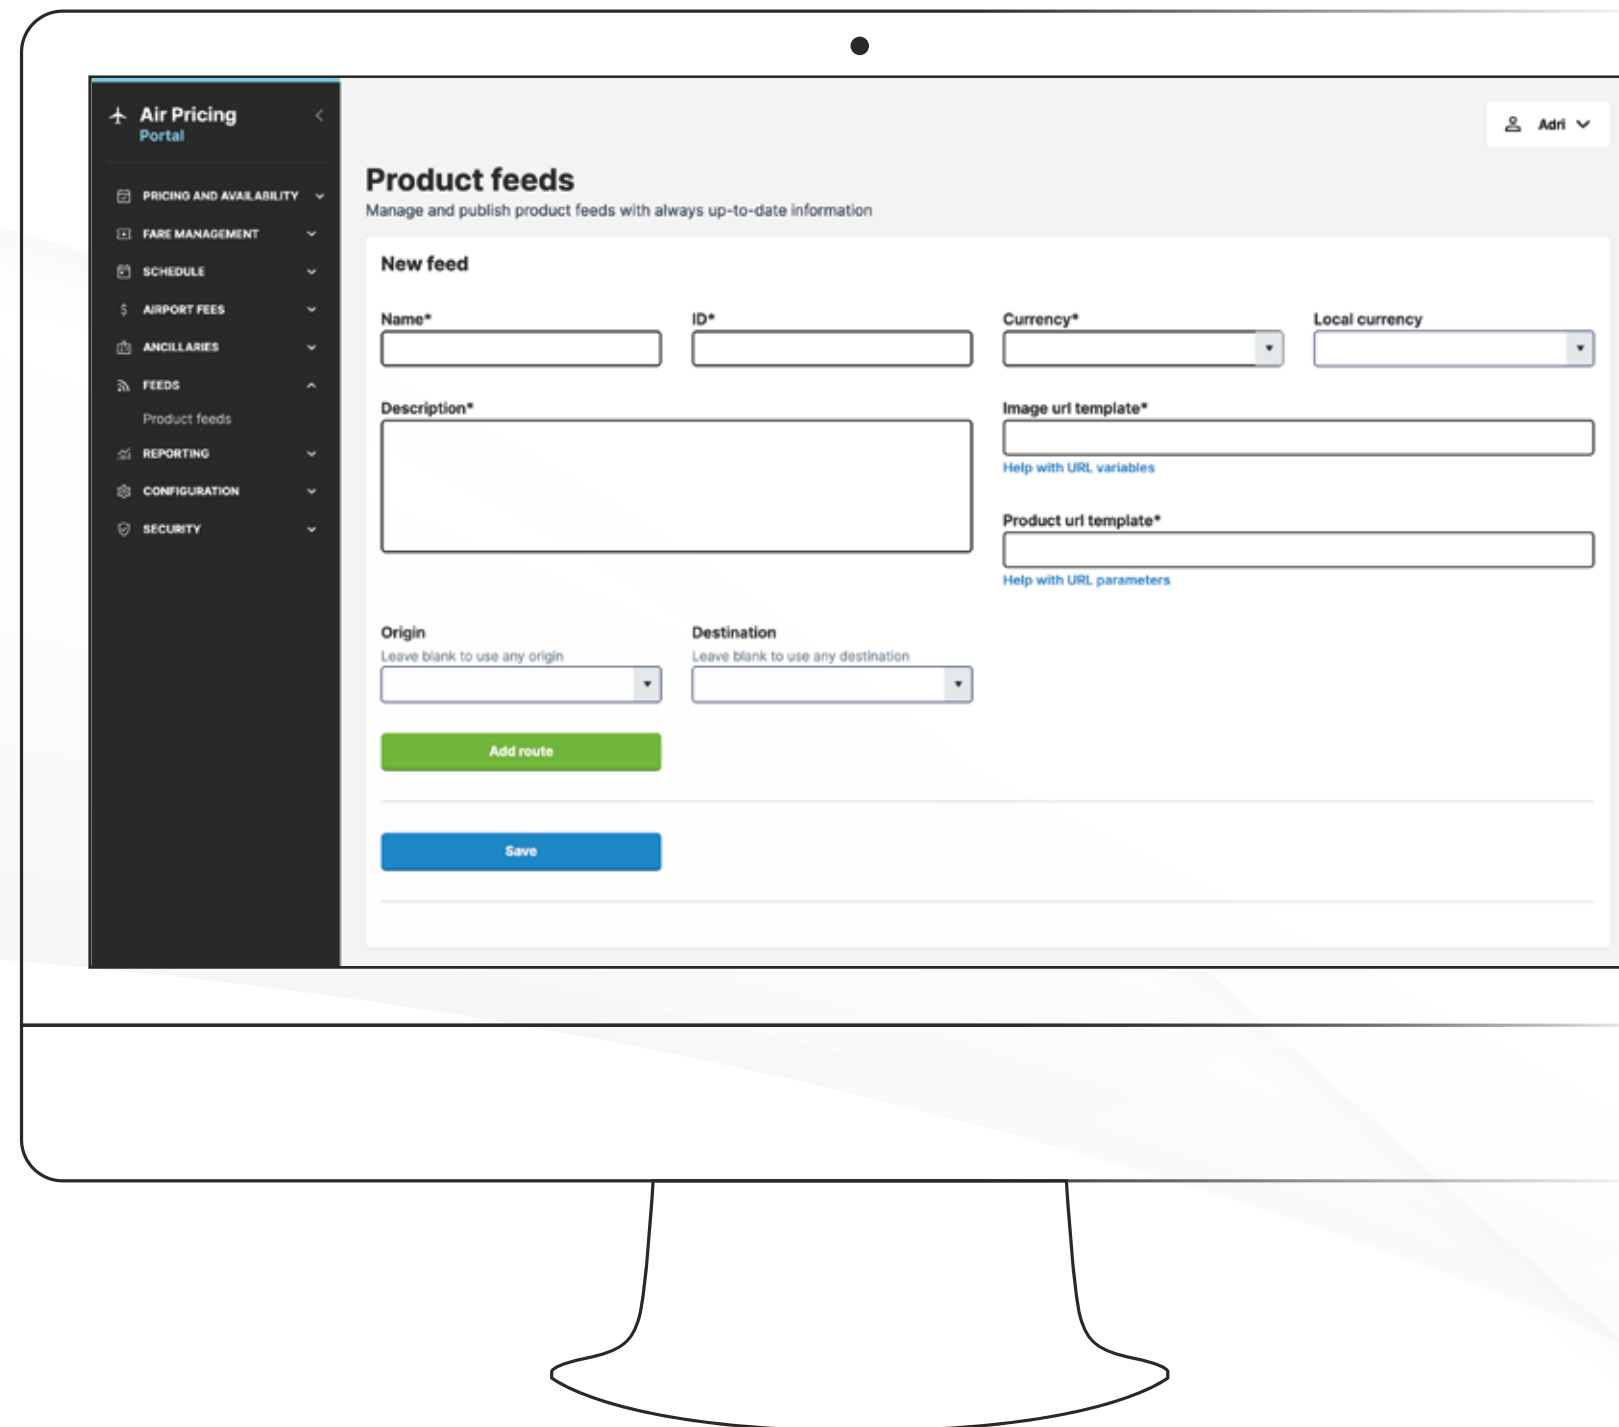 Air Pricing
Portal
PRICING AND AVAILABILITY
FARE MANAGEMENT
SCHEDULE
AIRPORT FEES
ANCILLARIES
FEEDS
Product feeds
REPORTING
CONFIGURATION
SECURITY
Adri
Product feeds
Manage and publish product feeds with always up-to-date information
New feed
Name* ID* Currency* Local currency
Description* Image url template*
Help with URL variables
Product url template*
Help with URL parameters
Origin Destination
Leave blank to use any origin Leave blank to use any destination
Add route
Save